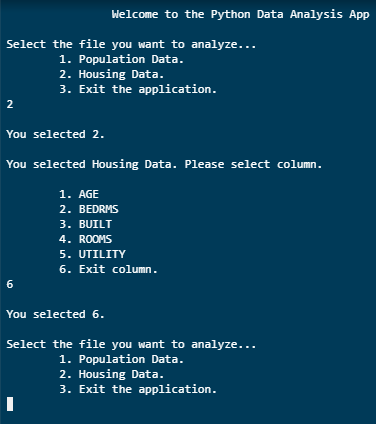 Welcome to the Python Data Analysis App
Select the file you want to analyze...
1. Population Data.
2. Housing Data.
3. Exit the application.
2
You selected 2.
You selected Housing Data. Please select column.
1. AGE
2. BEDRMS
3. BUILT
4. ROOMS
5. UTILITY
6. Exit column.
6
You selected 6.
Select the file you want to analyze...
1. Population Data.
2. Housing Data.
3. Exit the application.